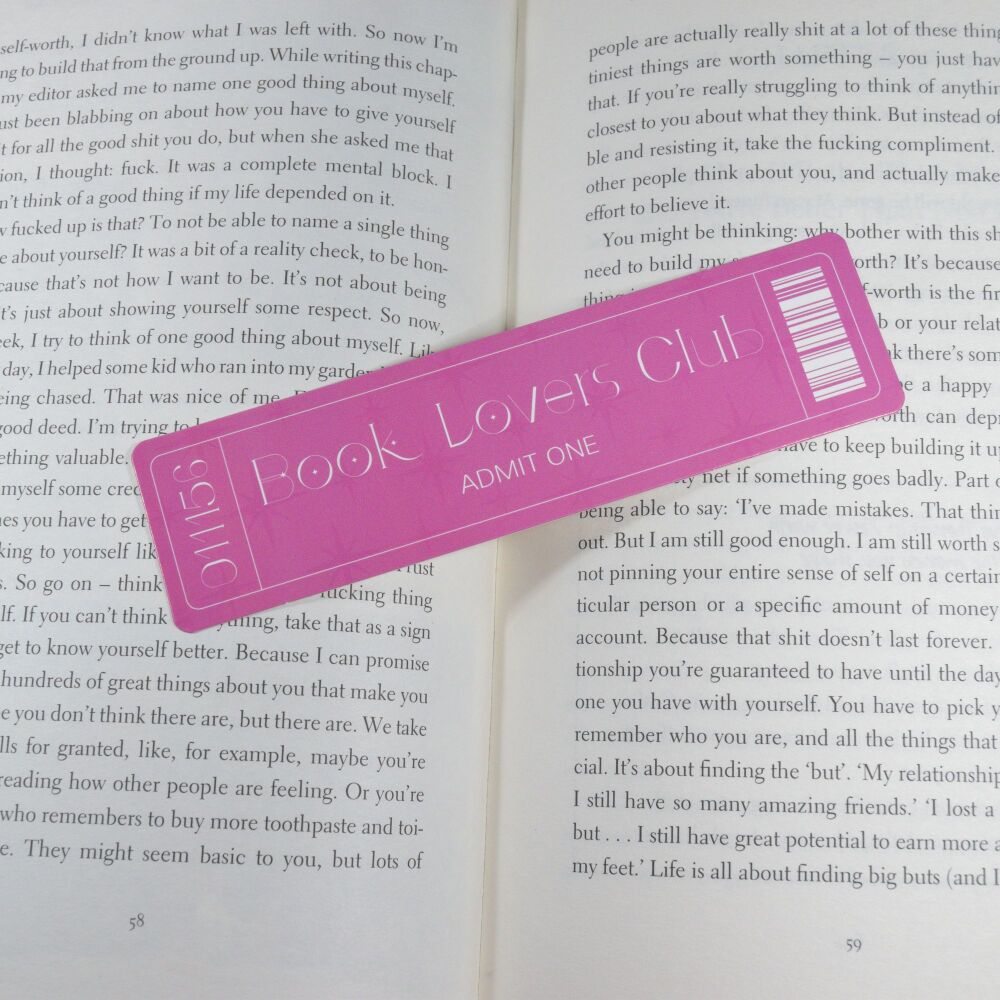 self-worth, I didn't know what I was left with. So now I'm
ng to build that from the ground up. While writing this chap-
my editor asked me to name one good thing about myself.
ust been blabbing on about how you have to give yourself
t for all the good shit you do, but when she asked me that
ion, I thought: fuck. It was a complete mental block. I
n't think of a good thing if my life depended on it.
w fucked up is that? To not be able to name a single thing
e about yourself? It was a bit of a reality check, to be hon-
cause that's not how I want to be. It's not about being
t's just about showing yourself some respect. So now,
eek, I try to think of one good thing about myself.
day, I helped some kid who ran into my garden
eing chased. That was nice of me.
good deed. I'm trying to
ething valuable.
myself some cred
es you have to get
king to yourself lik
s. So go on – think fucking thing
lf. If you can't think anything, take that as a sign
get to know yourself better. Because I can promise
hundreds of great things about you that make you
e you don't think there are, but there are. We take
lls for granted, like, for example, maybe you're
reading how other people are feeling. Or you're
who remembers to buy more toothpaste and toi-
e. They might seem basic to you, but lots of
58
011156
Book Lovers Club
ADMIT ONE
people are actually really shit at a lot of these thing
tiniest things are worth something – you just hav
that. If you're really struggling to think of anythin
closest to you about what they think. But instead of
ble and resisting it, take the fucking compliment.
other people think about you, and actually make
effort to believe it.
You might be thinking: why bother with this sh
need to build my worth? It's because
thing f-worth is the fir
b or your relat
ak there's som
be a happy
orth can depr
have to keep building it up
net if something goes badly. Part o
being able to say: 'I've made mistakes. That thin
out. But I am still good enough. I am still worth s
not pinning your entire sense of self on a certain
ticular person or a specific amount of money
account. Because that shit doesn't last forever.
tionship you're guaranteed to have until the day
one you have with yourself. You have to pick y
remember who you are, and all the things that
cial. It's about finding the 'but'. 'My relationship
I still have so many amazing friends.' 'I lost a
but . . . I still have great potential to earn more a
my feet.' Life is all about finding big buts (and I
59